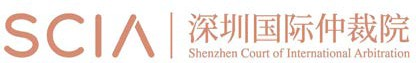 SCIA
深圳国际仲裁院
Shenzhen Court of International Arbitration